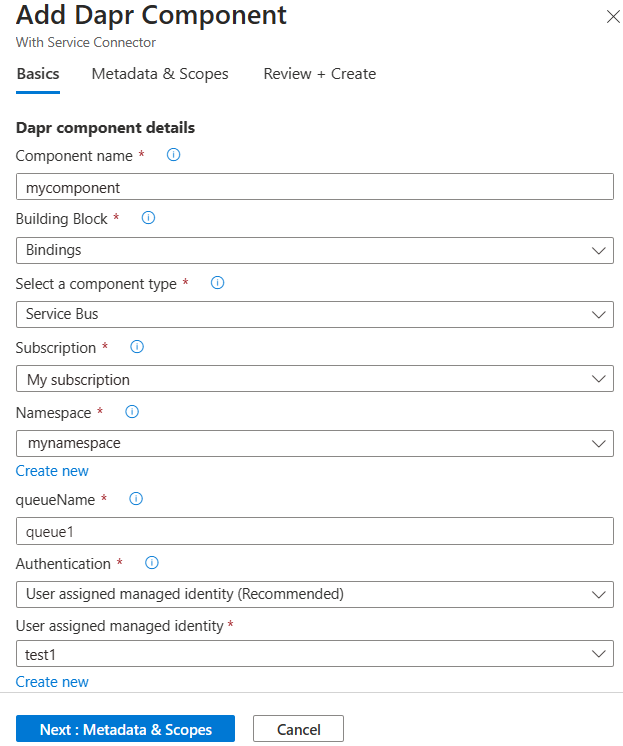 Add Dapr Component
With Service Connector
Basics Metadata & Scopes Review + Create
Dapr component details
Component name *
mycomponent
Building Block *
Bindings
Select a component type *
Service Bus
Subscription *
My subscription
Namespace *
mynamespace
Create new
queueName *
queue1
Authentication *
User assigned managed identity (Recommended)
User assigned managed identity *
test1
Create new
Next : Metadata & Scopes Cancel